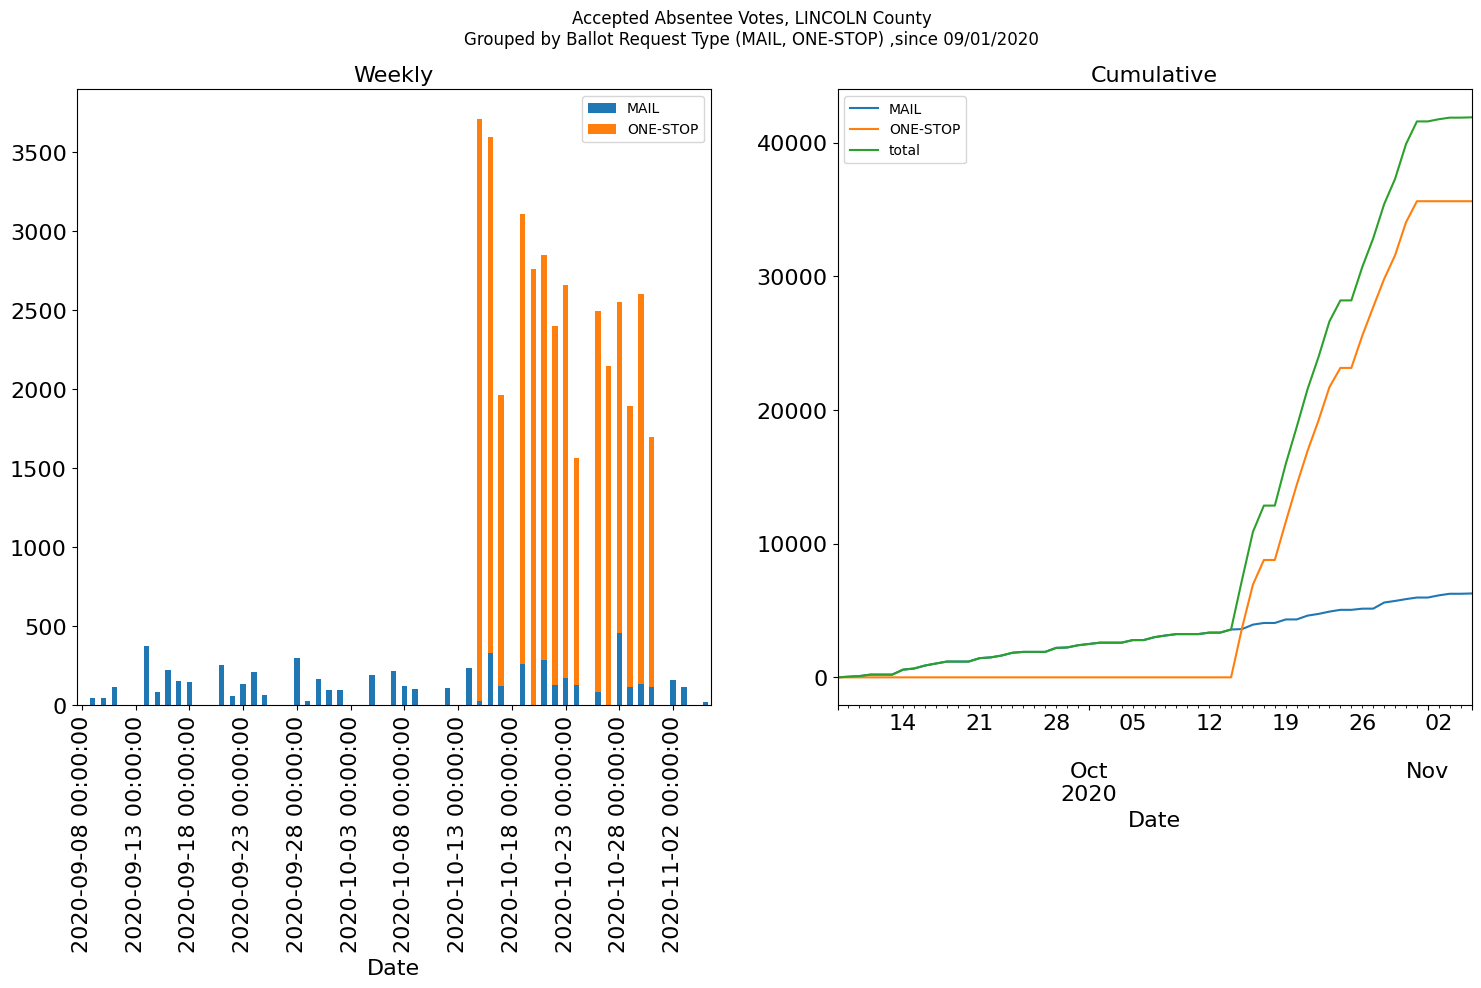 Accepted Absentee Votes, LINCOLN County
Grouped by Ballot Request Type (MAIL, ONE-STOP) ,since 09/01/2020
Weekly
MAIL
ONE-STOP
3500
3000
2500
2000
1500
1000
500
0
2020-09-08 00:00:00
2020-09-13 00:00:00
2020-09-18 00:00:00
2020-09-23 00:00:00
2020-09-28 00:00:00
2020-10-03 00:00:00
2020-10-08 00:00:00
2020-10-13 00:00:00
2020-10-18 00:00:00
2020-10-23 00:00:00
2020-10-28 00:00:00
2020-11-02 00:00:00
Date
Cumulative
MAIL
ONE-STOP
total
40000
30000
20000
10000
0
14 21 28 05 12 19 26 02
Oct Nov
2020
Date